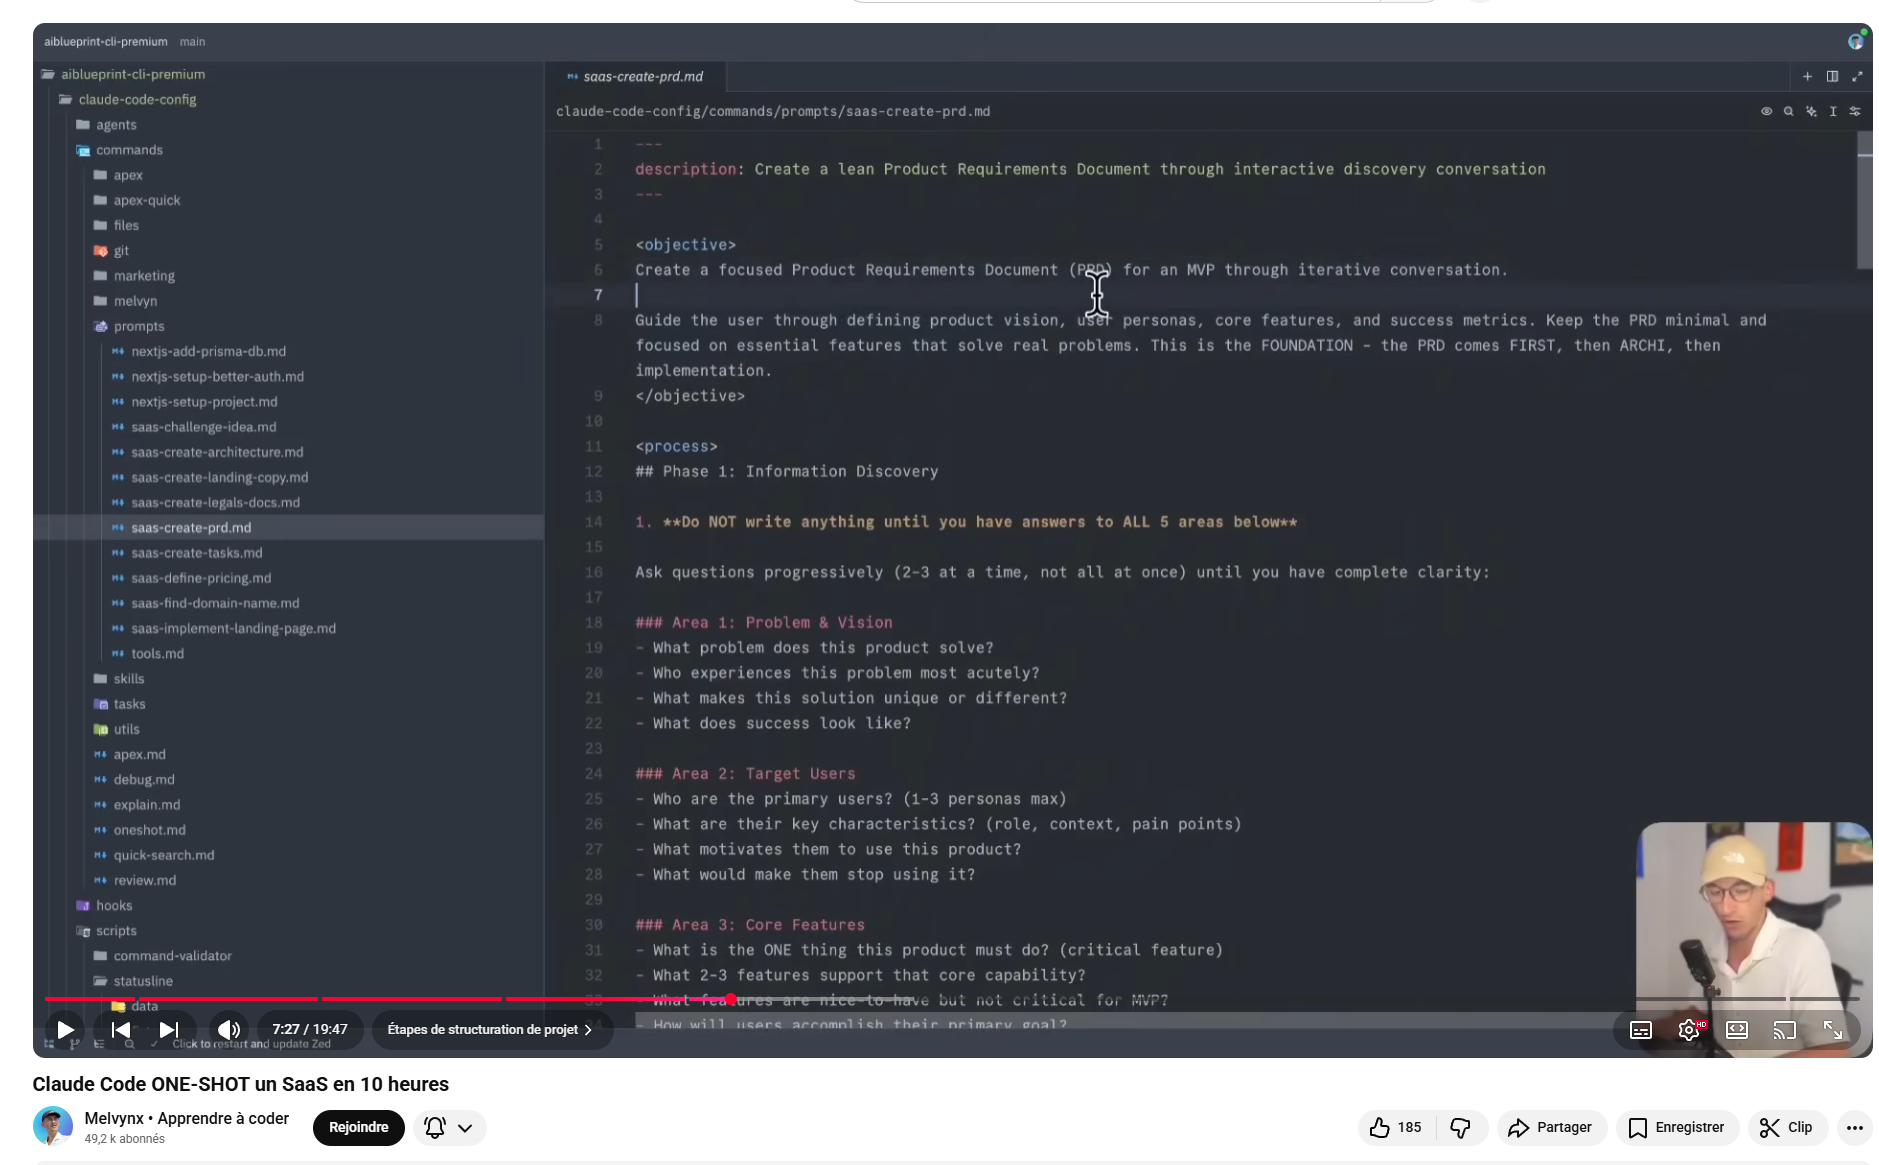 aiblueprint-cli-premium main
aiblueprint-cli-premium
claude-code-config
agents
commands
apex
apex-quick
files
git
marketing
melvyn
prompts
nextjs-add-prisma-db.md
nextjs-setup-better-auth.md
nextjs-setup-project.md
saas-challenge-idea.md
saas-create-architecture.md
saas-create-landing-copy.md
saas-create-legals-docs.md
saas-create-prd.md
saas-create-tasks.md
saas-define-pricing.md
saas-find-domain-name.md
saas-implement-landing-page.md
tools.md
skills
tasks
utils
apex.md
debug.md
explain.md
oneshot.md
quick-search.md
review.md
hooks
scripts
command-validator
statusline
data
saas-create-prd.md
claude-code-config/commands/prompts/saas-create-prd.md
1 ---
2 description: Create a lean Product Requirements Document through interactive discovery conversation
3 ---
4
5 <objective>
6 Create a focused Product Requirements Document (PRD) for an MVP through iterative conversation.
7
8 Guide the user through defining product vision, user personas, core features, and success metrics. Keep the PRD minimal and
focused on essential features that solve real problems. This is the FOUNDATION - the PRD comes FIRST, then ARCHI, then
implementation.
9 </objective>
10
11 <process>
12 ## Phase 1: Information Discovery
13
14 1. **Do NOT write anything until you have answers to ALL 5 areas below**
15
16 Ask questions progressively (2-3 at a time, not all at once) until you have complete clarity:
17
18 ### Area 1: Problem & Vision
19 - What problem does this product solve?
20 - Who experiences this problem most acutely?
21 - What makes this solution unique or different?
22 - What does success look like?
23
24 ### Area 2: Target Users
25 - Who are the primary users? (1-3 personas max)
26 - What are their key characteristics? (role, context, pain points)
27 - What motivates them to use this product?
28 - What would make them stop using it?
29
30 ### Area 3: Core Features
31 - What is the ONE thing this product must do? (critical feature)
32 - What 2-3 features support that core capability?
33 - What features are nice-to-have but not critical for MVP?
34 - How will users accomplish their primary goal?
7:27 / 19:47
Étapes de structuration de projet
HD
Click to restart and update Zed
Claude Code ONE-SHOT un SaaS en 10 heures
Melvynx • Apprendre à coder
49,2 k abonnés
Rejoindre
185
Partager
Enregistrer
Clip